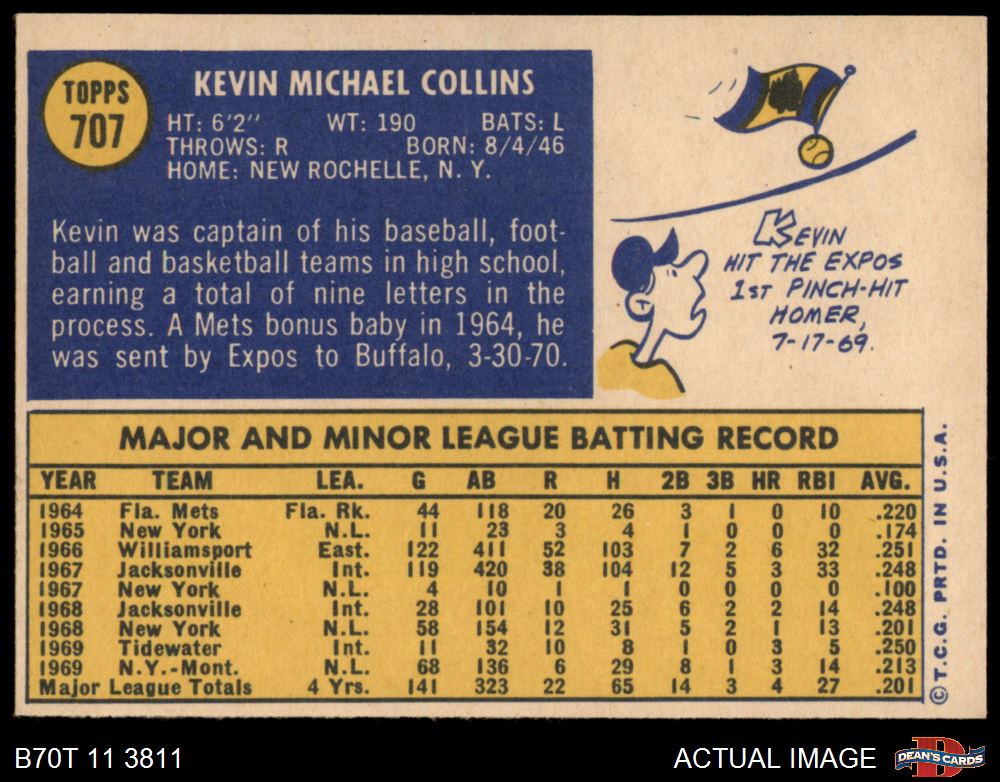 TOPPS
707
KEVIN MICHAEL COLLINS
HT: 6'2" WT: 190 BATS: L
THROWS: R BORN: 8/4/46
HOME: NEW ROCHELLE, N. Y.
Kevin was captain of his baseball, foot-
ball and basketball teams in high school,
earning a total of nine letters in the
process. A Mets bonus baby in 1964, he
was sent by Expos to Buffalo, 3-30-70.
KEVIN
HIT THE EXPOS
1ST PINCH-HIT
HOMER,
7-17-69.
MAJOR AND MINOR LEAGUE BATTING RECORD
YEAR TEAM LEA. G AB R H 2B 3B HR RBI AVG.
1964 Fla. Mets Fla. Rk. 44 118 20 26 3 1 0 10 .220
1965 New York N.L. 11 23 3 4 1 0 0 0 .174
1966 Williamsport East. 122 411 52 103 7 2 6 32 .251
1967 Jacksonville Int. 119 420 38 104 12 5 3 33 .248
1967 New York N.L. 4 10 1 1 0 0 0 0 .100
1968 Jacksonville Int. 28 101 10 25 6 2 2 14 .248
1968 New York N.L. 58 154 12 31 5 2 1 13 .201
1969 Tidewater Int. 11 32 10 8 1 0 3 5 .250
1969 N.Y.-Mont. N.L. 68 136 6 29 8 1 3 14 .213
Major League Totals 4 Yrs. 141 323 22 65 14 3 4 27 .201
© T.C.G. PRTD. IN U.S.A.
B70T 11 3811
ACTUAL IMAGE
D
DEAN'S CARDS